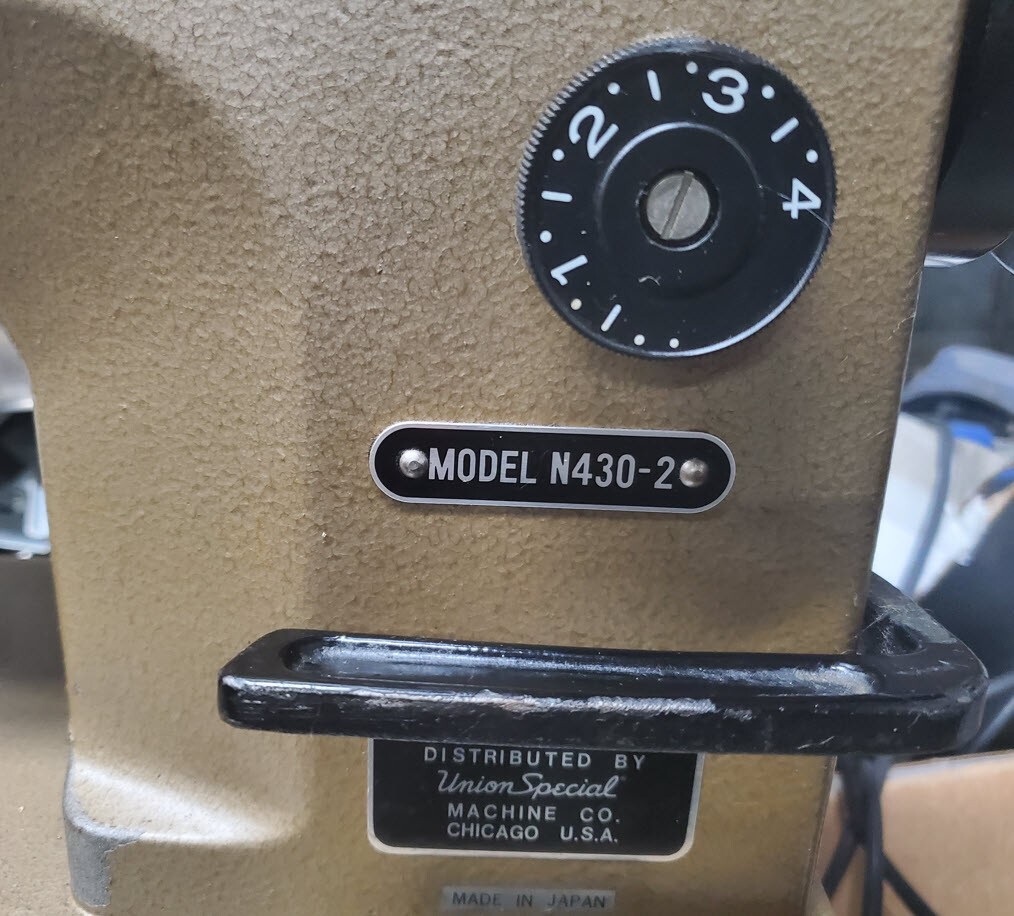 1 2 3 4
MODEL N430-2
DISTRIBUTED BY
Union Special
MACHINE CO.
CHICAGO U.S.A.
MADE IN JAPAN